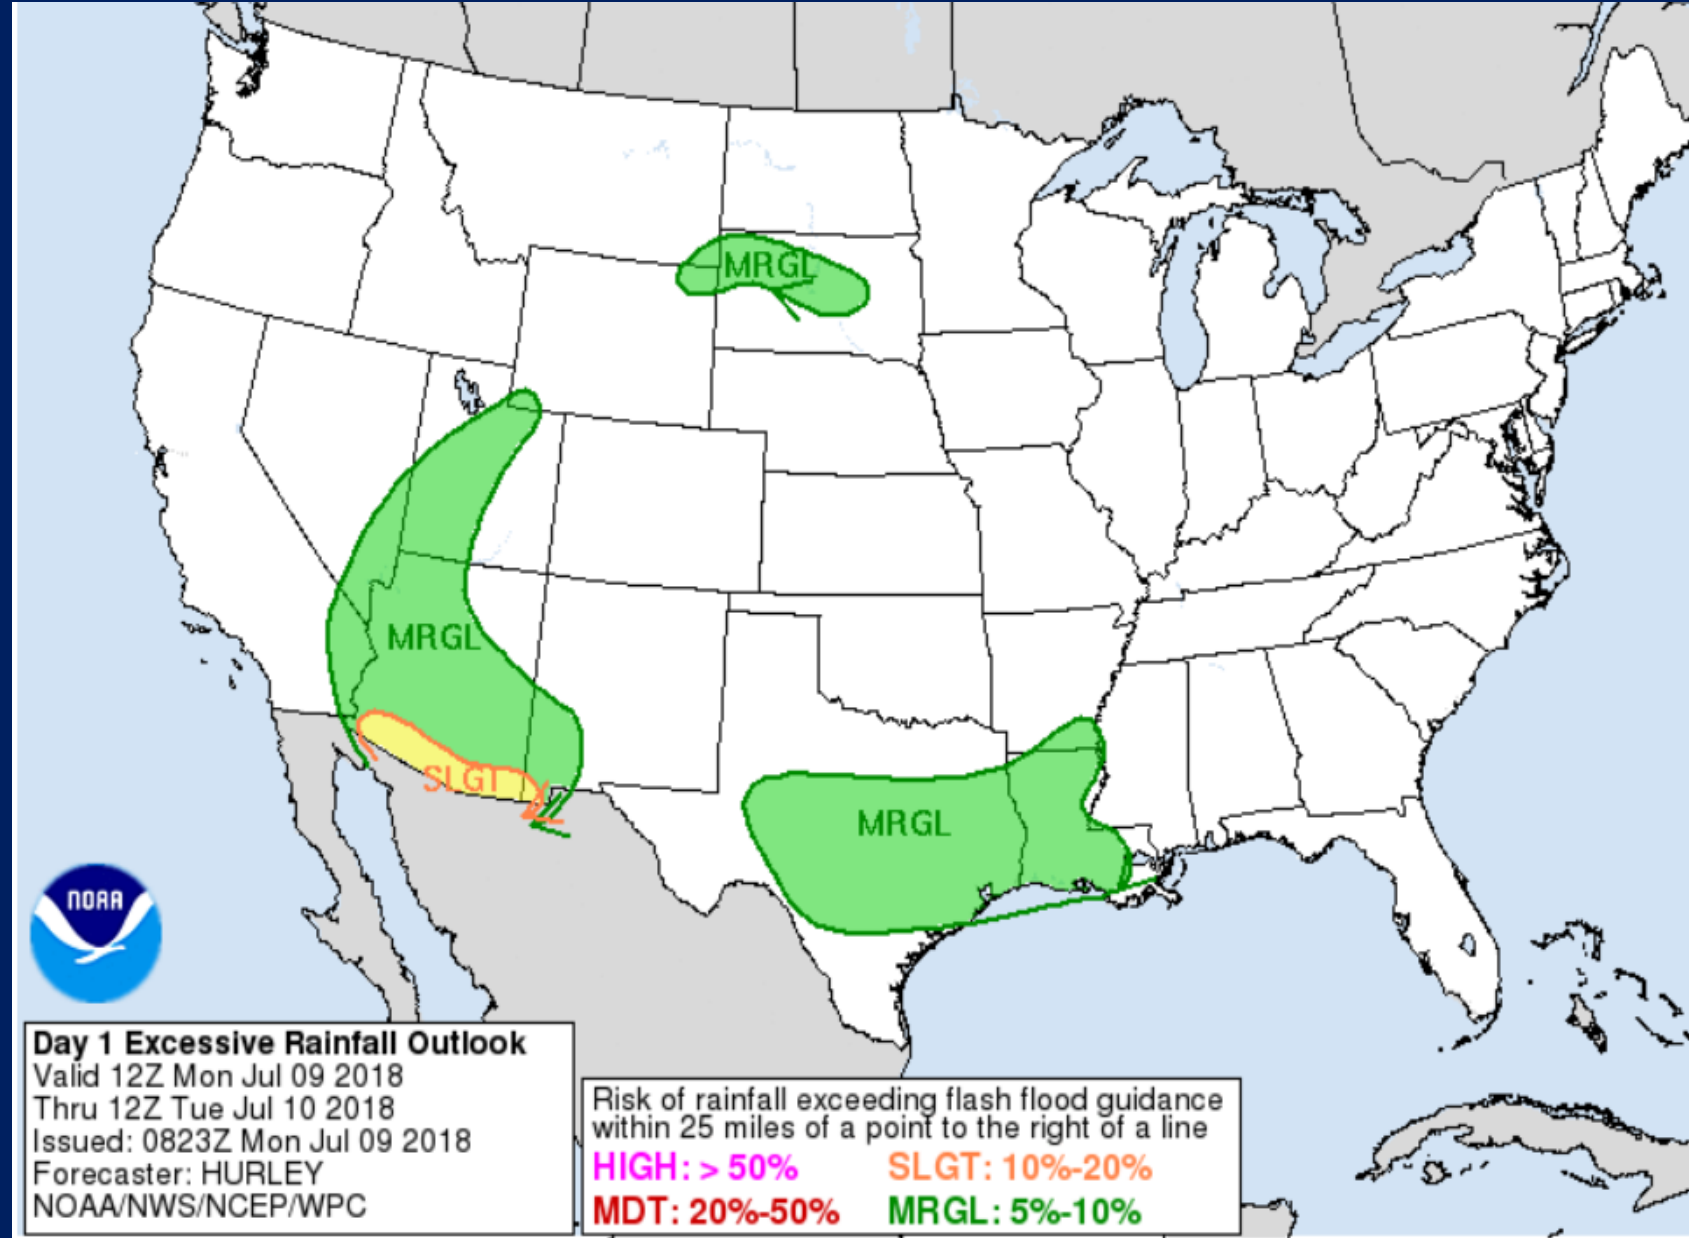 MRGL
MRGL
SLGT
MRGL
NOAA
Day 1 Excessive Rainfall Outlook
Valid 12Z Mon Jul 09 2018
Thru 12Z Tue Jul 10 2018
Issued: 0823Z Mon Jul 09 2018
Forecaster: HURLEY
NOAA/NWS/NCEP/WPC
Risk of rainfall exceeding flash flood guidance
within 25 miles of a point to the right of a line
HIGH: > 50% SLGT: 10%-20%
MDT: 20%-50% MRGL: 5%-10%